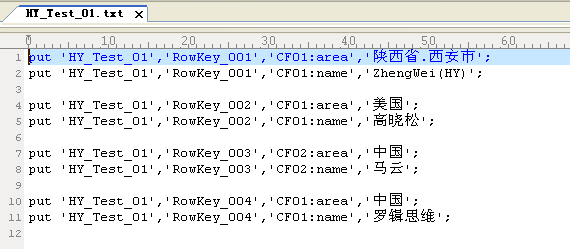 HY_Test_01.txt
0 10 20 30 40 50 60
1 put 'HY_Test_01','RowKey_001','CF01:area','陕西省.西安市';
2 put 'HY_Test_01','RowKey_001','CF01:name','ZhengWei(HY)';
3
4 put 'HY_Test_01','RowKey_002','CF01:area','美国';
5 put 'HY_Test_01','RowKey_002','CF01:name','高晓松';
6
7 put 'HY_Test_01','RowKey_003','CF02:area','中国';
8 put 'HY_Test_01','RowKey_003','CF02:name','马云';
9
10 put 'HY_Test_01','RowKey_004','CF01:area','中国';
11 put 'HY_Test_01','RowKey_004','CF01:name','罗辑思维';
12